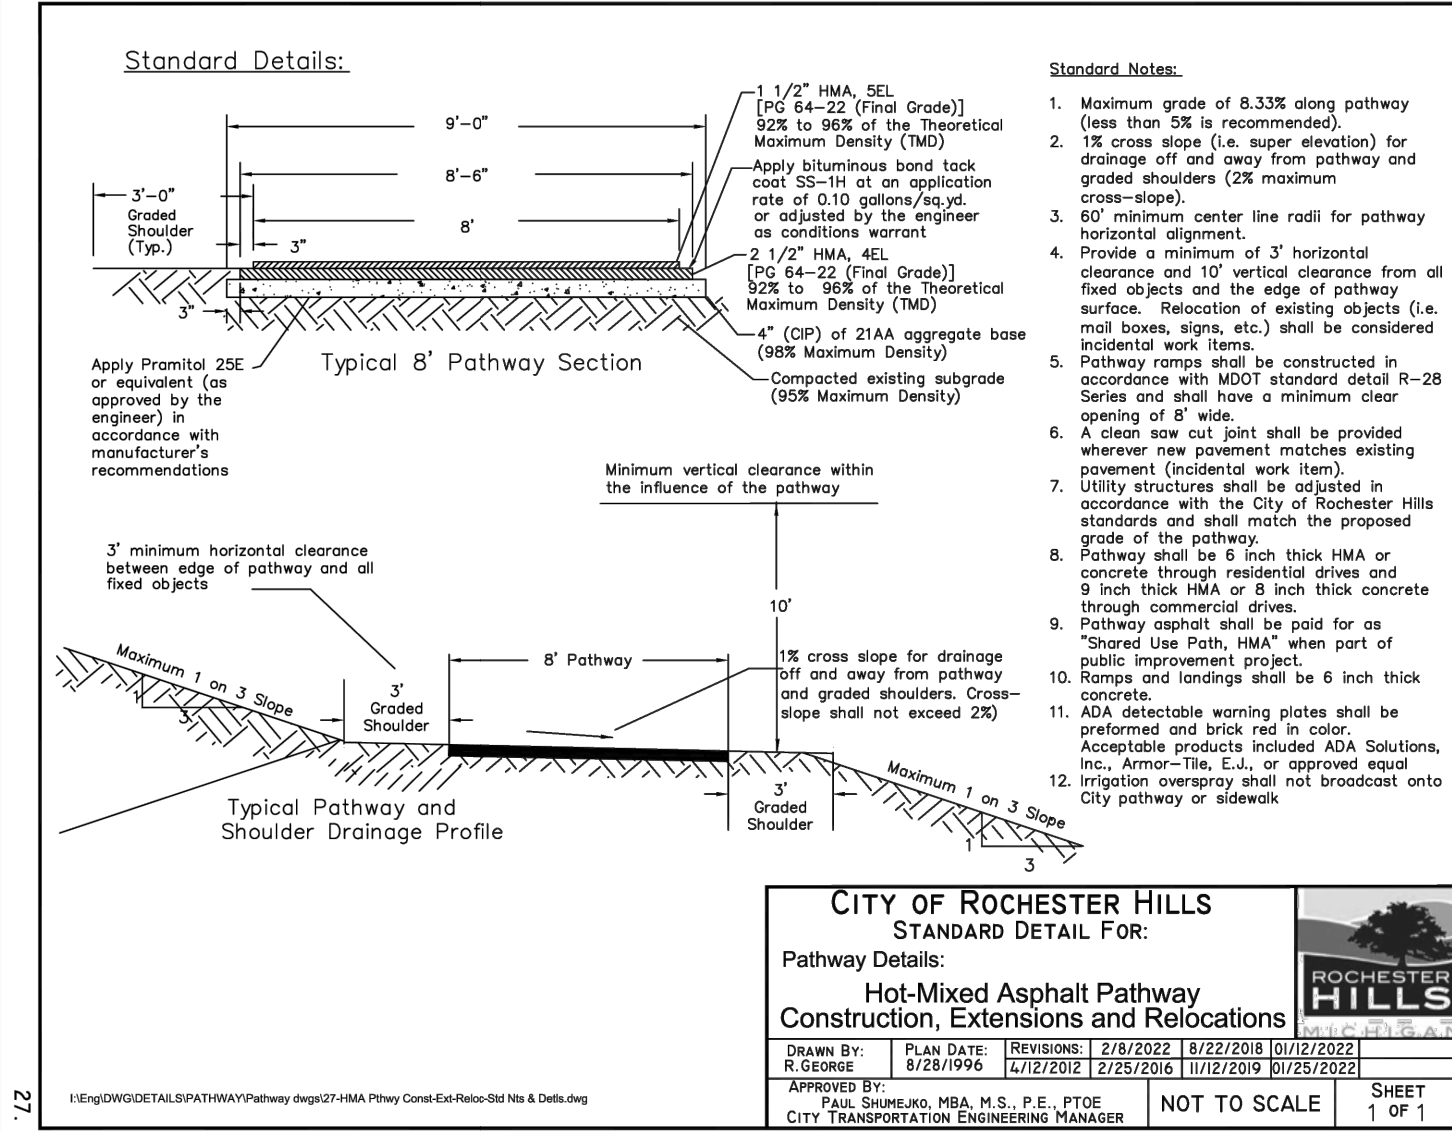 Standard Details:
9'-0"
8'-6"
8'
3'-0"
Graded
Shoulder
(Typ.)
3"
3"
1 1/2" HMA, 5EL
[PG 64-22 (Final Grade)]
92% to 96% of the Theoretical
Maximum Density (TMD)
Apply bituminous bond tack
coat SS-1H at an application
rate of 0.10 gallons/sq.yd.
or adjusted by the engineer
as conditions warrant
2 1/2" HMA, 4EL
[PG 64-22 (Final Grade)]
92% to 96% of the Theoretical
Maximum Density (TMD)
4" (CIP) of 21AA aggregate base
(98% Maximum Density)
Compacted existing subgrade
(95% Maximum Density)
Typical 8' Pathway Section
Apply Pramitol 25E
or equivalent (as
approved by the
engineer) in
accordance with
manufacturer's
recommendations
Minimum vertical clearance within
the influence of the pathway
3' minimum horizontal clearance
between edge of pathway and all
fixed objects
10'
8' Pathway
1% cross slope for drainage
off and away from pathway
and graded shoulders. Cross-
slope shall not exceed 2%)
Maximum 1 on 3 Slope
1
3
3'
Graded
Shoulder
3'
Graded
Shoulder
Maximum 1 on 3 Slope
1
3
Typical Pathway and
Shoulder Drainage Profile
Standard Notes:
1. Maximum grade of 8.33% along pathway
(less than 5% is recommended).
2. 1% cross slope (i.e. super elevation) for
drainage off and away from pathway and
graded shoulders (2% maximum
cross-slope).
3. 60' minimum center line radii for pathway
horizontal alignment.
4. Provide a minimum of 3' horizontal
clearance and 10' vertical clearance from all
fixed objects and the edge of pathway
surface. Relocation of existing objects (i.e.
mail boxes, signs, etc.) shall be considered
incidental work items.
5. Pathway ramps shall be constructed in
accordance with MDOT standard detail R-28
Series and shall have a minimum clear
opening of 8' wide.
6. A clean saw cut joint shall be provided
wherever new pavement matches existing
pavement (incidental work item).
7. Utility structures shall be adjusted in
accordance with the City of Rochester Hills
standards and shall match the proposed
grade of the pathway.
8. Pathway shall be 6 inch thick HMA or
concrete through residential drives and
9 inch thick HMA or 8 inch thick concrete
through commercial drives.
9. Pathway asphalt shall be paid for as
"Shared Use Path, HMA" when part of
public improvement project.
10. Ramps and landings shall be 6 inch thick
concrete.
11. ADA detectable warning plates shall be
preformed and brick red in color.
Acceptable products included ADA Solutions,
Inc., Armor-Tile, E.J., or approved equal
12. Irrigation overspray shall not broadcast onto
City pathway or sidewalk
CITY OF ROCHESTER HILLS
STANDARD DETAIL FOR:
Pathway Details:
Hot-Mixed Asphalt Pathway
Construction, Extensions and Relocations
ROCHESTER
HILLS
MICHIGAN
DRAWN BY:
R.GEORGE
PLAN DATE:
8/28/1996
REVISIONS: 2/8/2022 8/22/2018 01/12/2022
4/12/2012 2/25/2016 11/12/2019 01/25/2022
APPROVED BY:
PAUL SHUMEJKO, MBA, M.S., P.E., PTOE
CITY TRANSPORTATION ENGINEERING MANAGER
NOT TO SCALE
SHEET
1 OF 1
I:\Eng\DWG\DETAILS\PATHWAY\Pathway dwgs\27-HMA Pthwy Const-Ext-Reloc-Std Nts & Detls.dwg
27.